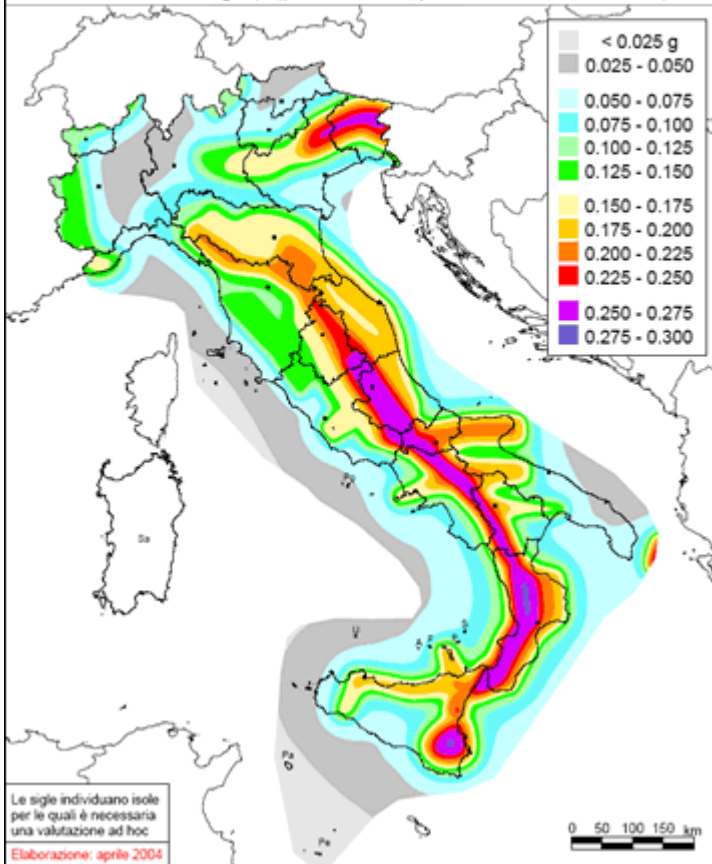 < 0.025 g
0.025 - 0.050
0.050 - 0.075
0.075 - 0.100
0.100 - 0.125
0.125 - 0.150
0.150 - 0.175
0.175 - 0.200
0.200 - 0.225
0.225 - 0.250
0.250 - 0.275
0.275 - 0.300
Sa
U
A
Pa
Pe
Le sigle individuano isole
per le quali è necessaria
una valutazione ad hoc
Elaborazione: aprile 2004
0 50 100 150 km